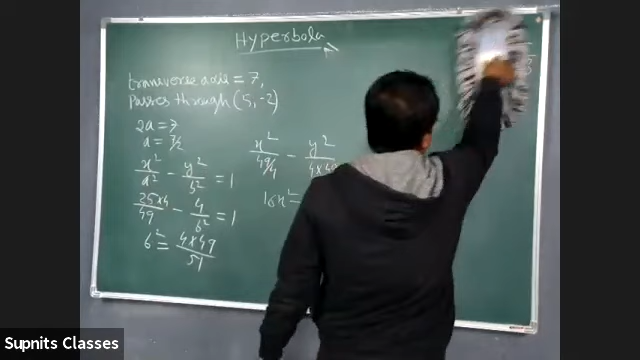 Hyperbola
transverse axis = 7,
Passes through (5, -2)
2a = 7
a = 7/2
x²/a² - y²/b² = 1
25×4/49 - 4/b² = 1
b² = 4×49/51
x²/49/4 - y²/4×49
16x²
Supnits Classes